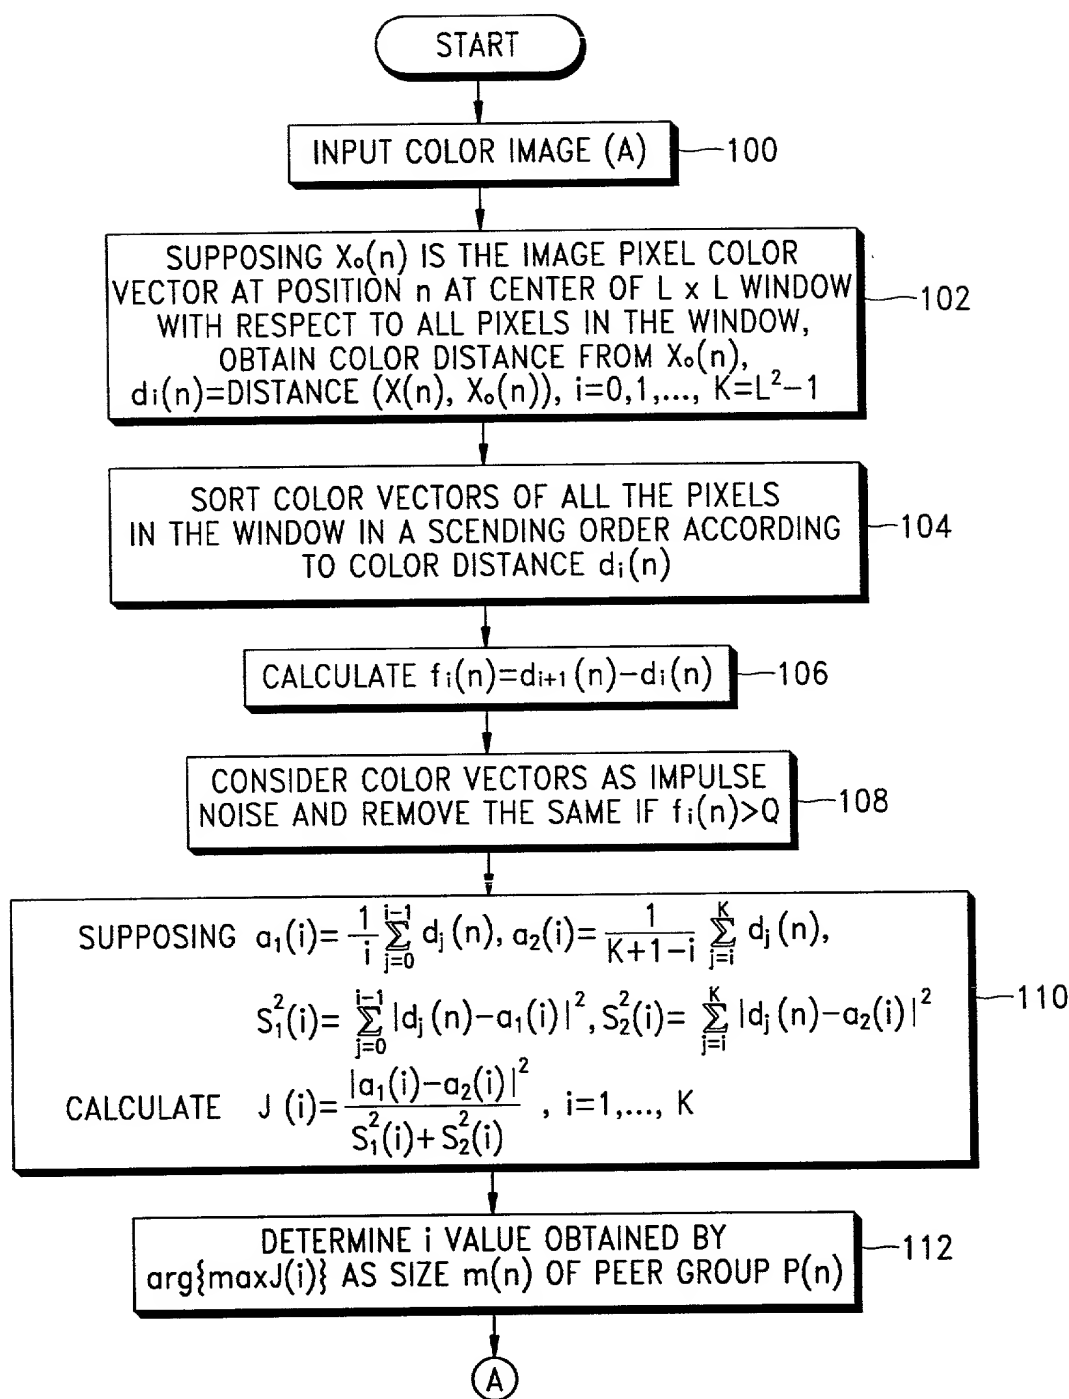 START
INPUT COLOR IMAGE (A)
100
SUPPOSING X₀(n) IS THE IMAGE PIXEL COLOR
VECTOR AT POSITION n AT CENTER OF L x L WINDOW
WITH RESPECT TO ALL PIXELS IN THE WINDOW,
OBTAIN COLOR DISTANCE FROM X₀(n),
dᵢ(n)=DISTANCE (X(n), X₀(n)), i=0,1,..., K=L²−1
102
SORT COLOR VECTORS OF ALL THE PIXELS
IN THE WINDOW IN A SCENDING ORDER ACCORDING
TO COLOR DISTANCE dᵢ(n)
104
CALCULATE fᵢ(n)=dᵢ₊₁(n)−dᵢ(n)
106
CONSIDER COLOR VECTORS AS IMPULSE
NOISE AND REMOVE THE SAME IF fᵢ(n)>Q
108
SUPPOSING a₁(i)= 1/i ∑_{j=0}^{i−1} dⱼ(n), a₂(i)= 1/(K+1−i) ∑_{j=i}^{K} dⱼ(n),
S₁²(i)= ∑_{j=0}^{i−1} |dⱼ(n)−a₁(i)|², S₂²(i)= ∑_{j=i}^{K} |dⱼ(n)−a₂(i)|²
CALCULATE J (i)= |a₁(i)−a₂(i)|² / (S₁²(i)+S₂²(i)) , i=1,..., K
110
DETERMINE i VALUE OBTAINED BY
arg{maxJ(i)} AS SIZE m(n) OF PEER GROUP P(n)
112
A